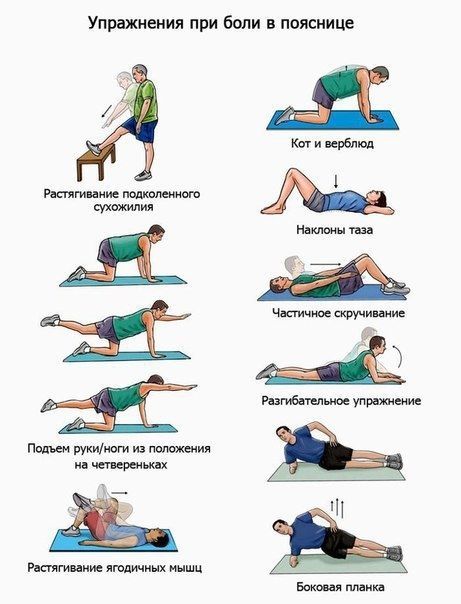 Упражнения при боли в пояснице
Растягивание подколенного
сухожилия
Подъем руки/ноги из положения
на четвереньках
Растягивание ягодичных мышц
Кот и верблюд
Наклоны таза
Частичное скручивание
Разгибательное упражнение
Боковая планка